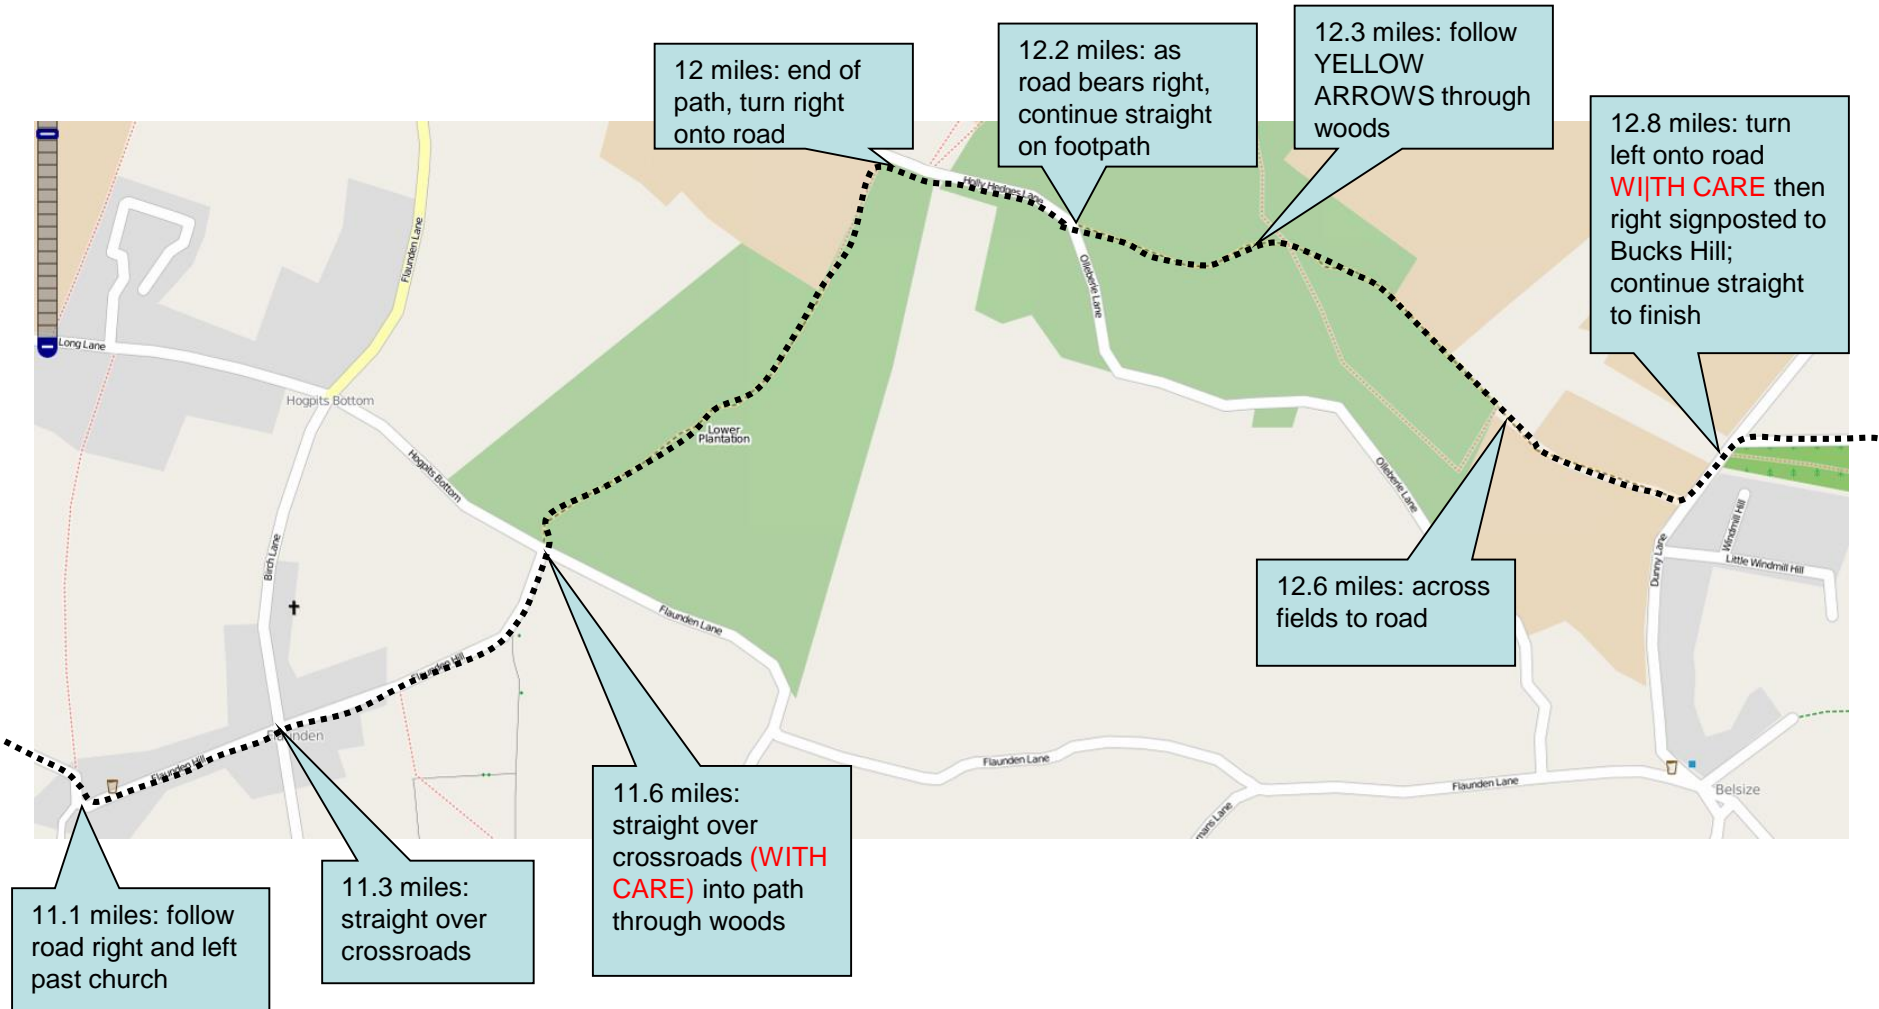 12 miles: end of
path, turn right
onto road
12.2 miles: as
road bears right,
continue straight
on footpath
12.3 miles: follow
YELLOW
ARROWS through
woods
12.8 miles: turn
left onto road
WI|TH CARE then
right signposted to
Bucks Hill;
continue straight
to finish
Holly Hedges Lane
Flaunden Lane
Olleberie Lane
Long Lane
Hogpits Bottom
Lower
Plantation
Hogpits Bottom
Olleberie Lane
Windmill Hill
Little Windmill Hill
Dunny Lane
Birch Lane
12.6 miles: across
fields to road
Flaunden Lane
Flaunden Hill
Flaunden
Flaunden Hill
Flaunden Lane
Flaunden Lane
Belsize
mans Lane
11.6 miles:
straight over
crossroads (WITH
CARE) into path
through woods
11.3 miles:
straight over
crossroads
11.1 miles: follow
road right and left
past church